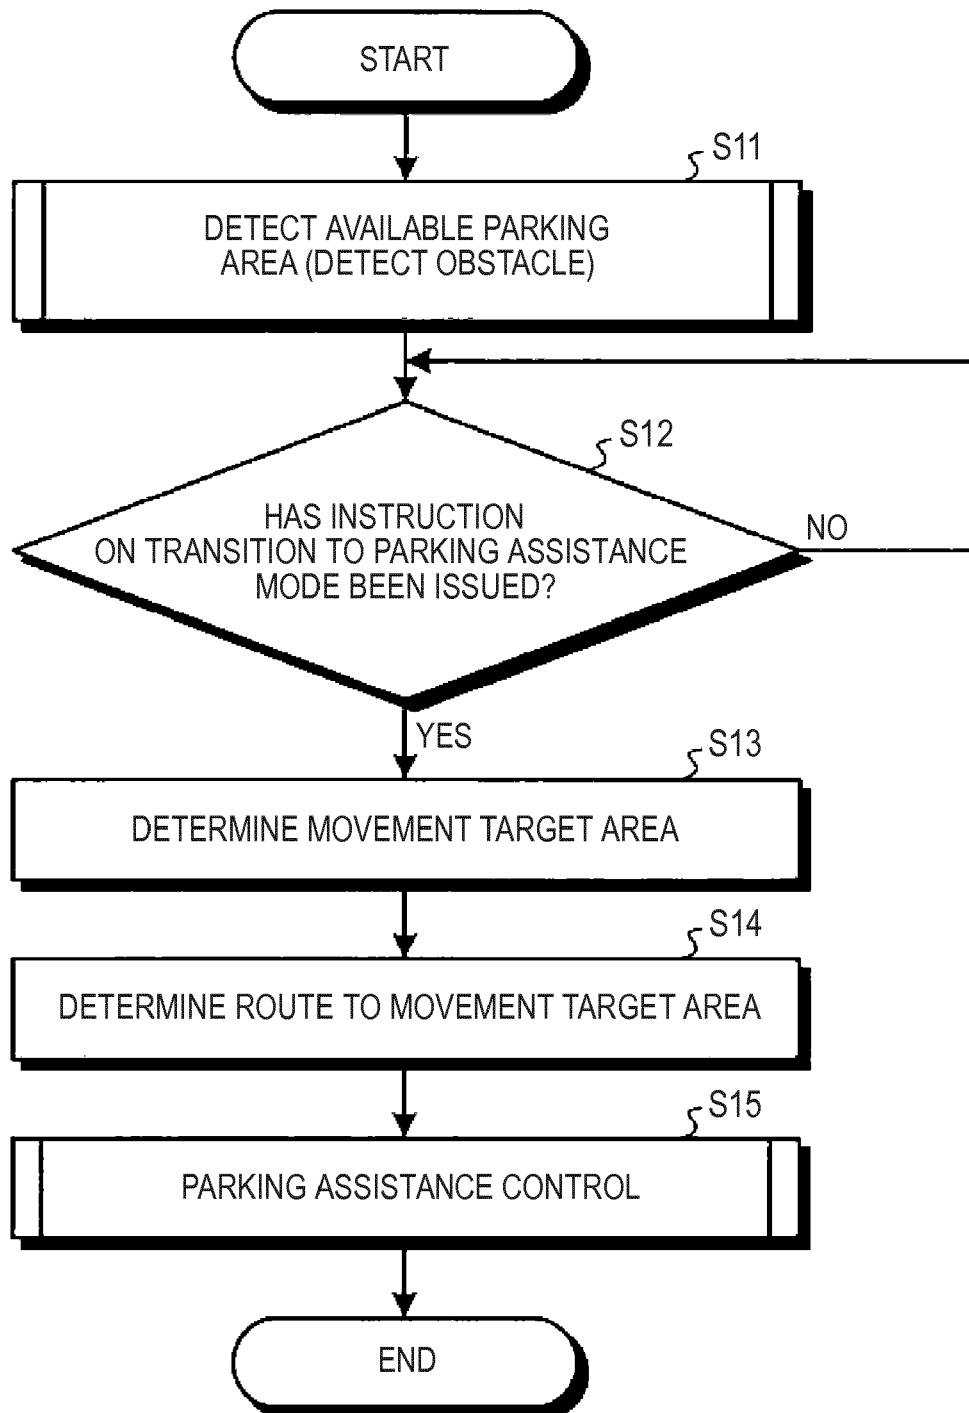 START
S11
DETECT AVAILABLE PARKING
AREA (DETECT OBSTACLE)
S12
HAS INSTRUCTION
ON TRANSITION TO PARKING ASSISTANCE
MODE BEEN ISSUED?
NO
YES
S13
DETERMINE MOVEMENT TARGET AREA
S14
DETERMINE ROUTE TO MOVEMENT TARGET AREA
S15
PARKING ASSISTANCE CONTROL
END